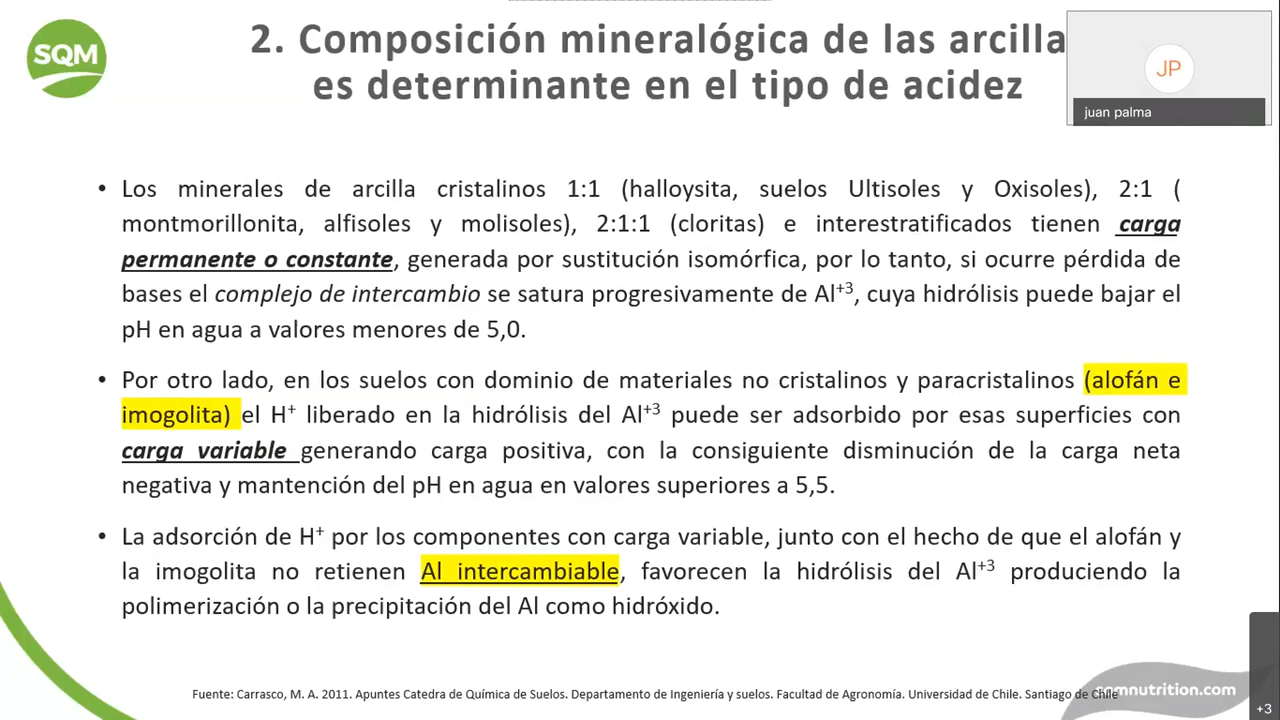 SQM
2. Composición mineralógica de las arcilla
es determinante en el tipo de acidez
JP
juan palma
• Los minerales de arcilla cristalinos 1:1 (halloysita, suelos Ultisoles y Oxisoles), 2:1 (
montmorillonita, alfisoles y molisoles), 2:1:1 (cloritas) e interestratificados tienen carga
permanente o constante, generada por sustitución isomórfica, por lo tanto, si ocurre pérdida de
bases el complejo de intercambio se satura progresivamente de Al+3, cuya hidrólisis puede bajar el
pH en agua a valores menores de 5,0.
• Por otro lado, en los suelos con dominio de materiales no cristalinos y paracristalinos (alofán e
imogolita) el H+ liberado en la hidrólisis del Al+3 puede ser adsorbido por esas superficies con
carga variable generando carga positiva, con la consiguiente disminución de la carga neta
negativa y mantención del pH en agua en valores superiores a 5,5.
• La adsorción de H+ por los componentes con carga variable, junto con el hecho de que el alofán y
la imogolita no retienen Al intercambiable, favorecen la hidrólisis del Al+3 produciendo la
polimerización o la precipitación del Al como hidróxido.
Fuente: Carrasco, M. A. 2011. Apuntes Catedra de Química de Suelos. Departamento de Ingeniería y suelos. Facultad de Agronomía. Universidad de Chile. Santiago de Chile
sqmnutrition.com
+3